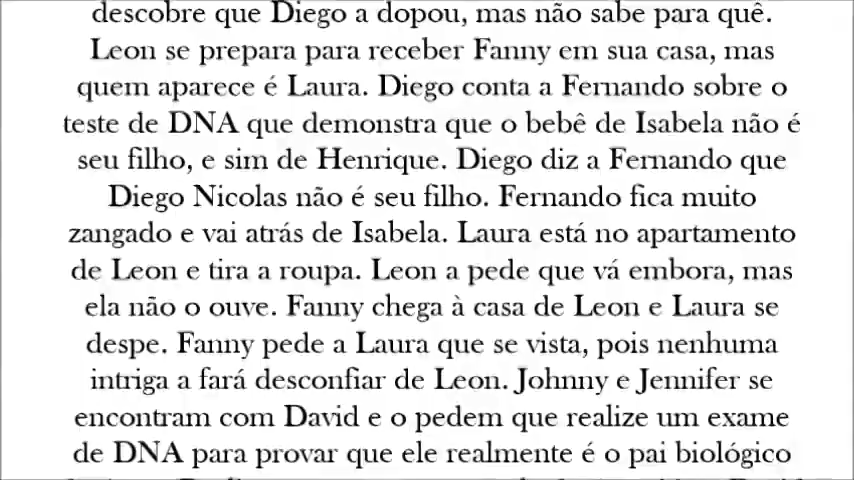 descobre que Diego a dopou, mas não sabe para quê.
Leon se prepara para receber Fanny em sua casa, mas
quem aparece é Laura. Diego conta a Fernando sobre o
teste de DNA que demonstra que o bebê de Isabela não é
seu filho, e sim de Henrique. Diego diz a Fernando que
Diego Nicolas não é seu filho. Fernando fica muito
zangado e vai atrás de Isabela. Laura está no apartamento
de Leon e tira a roupa. Leon a pede que vá embora, mas
ela não o ouve. Fanny chega à casa de Leon e Laura se
despe. Fanny pede a Laura que se vista, pois nenhuma
intriga a fará desconfiar de Leon. Johnny e Jennifer se
encontram com David e o pedem que realize um exame
de DNA para provar que ele realmente é o pai biológico